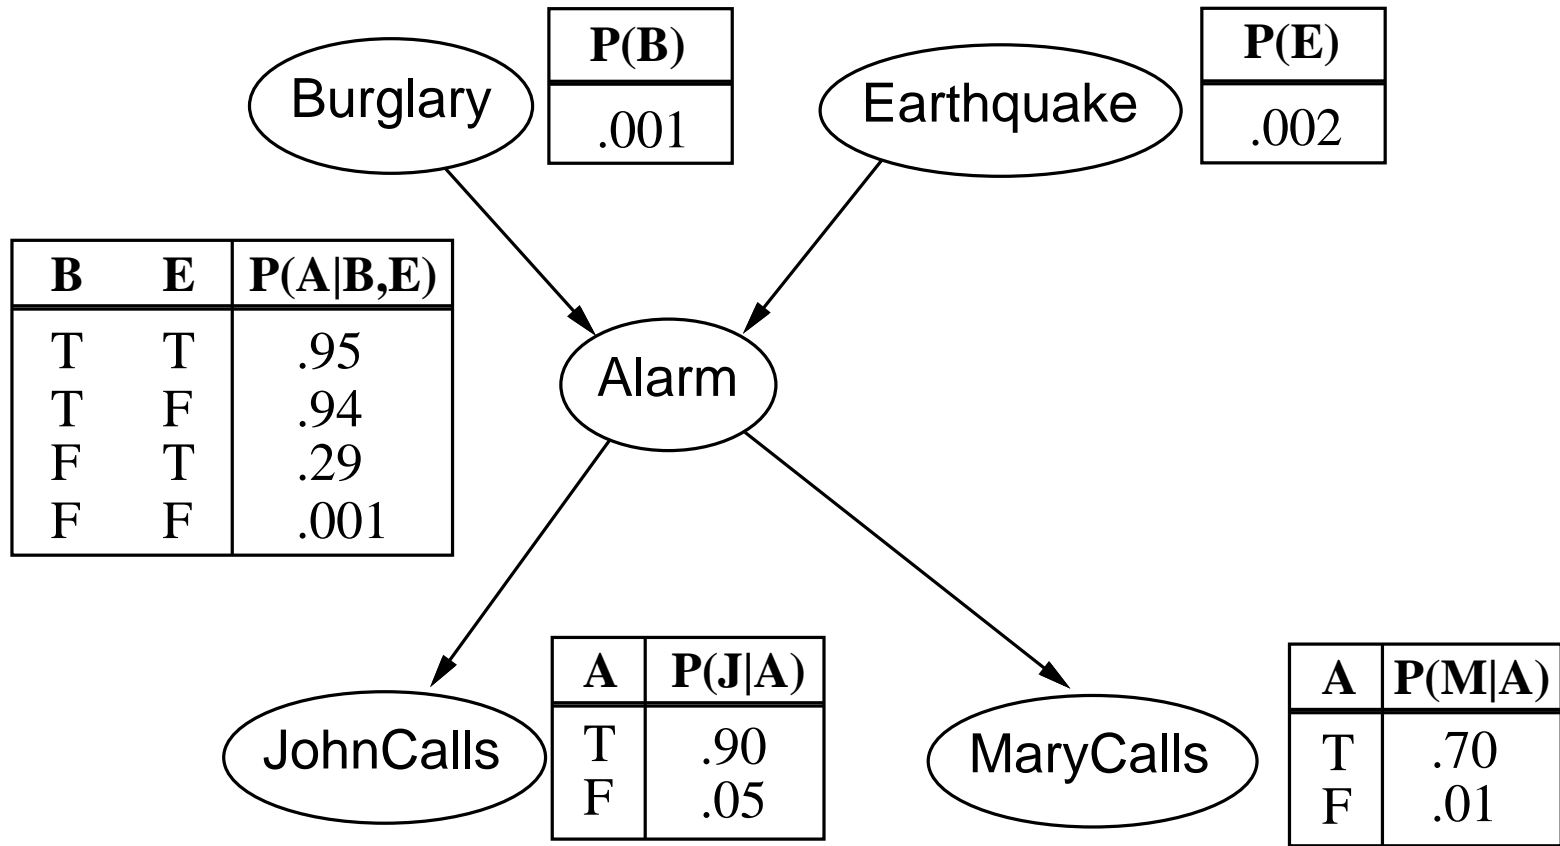 Burglary
P(B)
.001
Earthquake
P(E)
.002
B E P(A|B,E)
T T .95
T F .94
F T .29
F F .001
Alarm
JohnCalls
A P(J|A)
T .90
F .05
MaryCalls
A P(M|A)
T .70
F .01